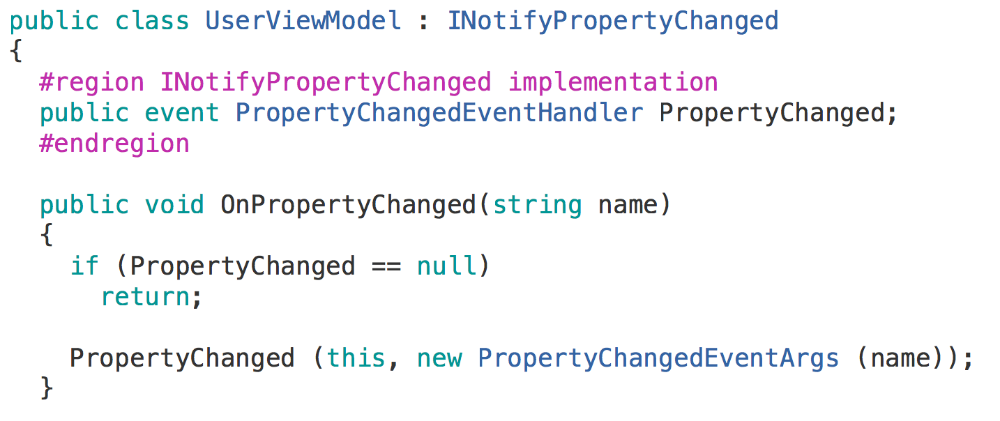 public class UserViewModel : INotifyPropertyChanged
{
  #region INotifyPropertyChanged implementation
  public event PropertyChangedEventHandler PropertyChanged;
  #endregion

  public void OnPropertyChanged(string name)
  {
    if (PropertyChanged == null)
      return;

    PropertyChanged (this, new PropertyChangedEventArgs (name));
  }